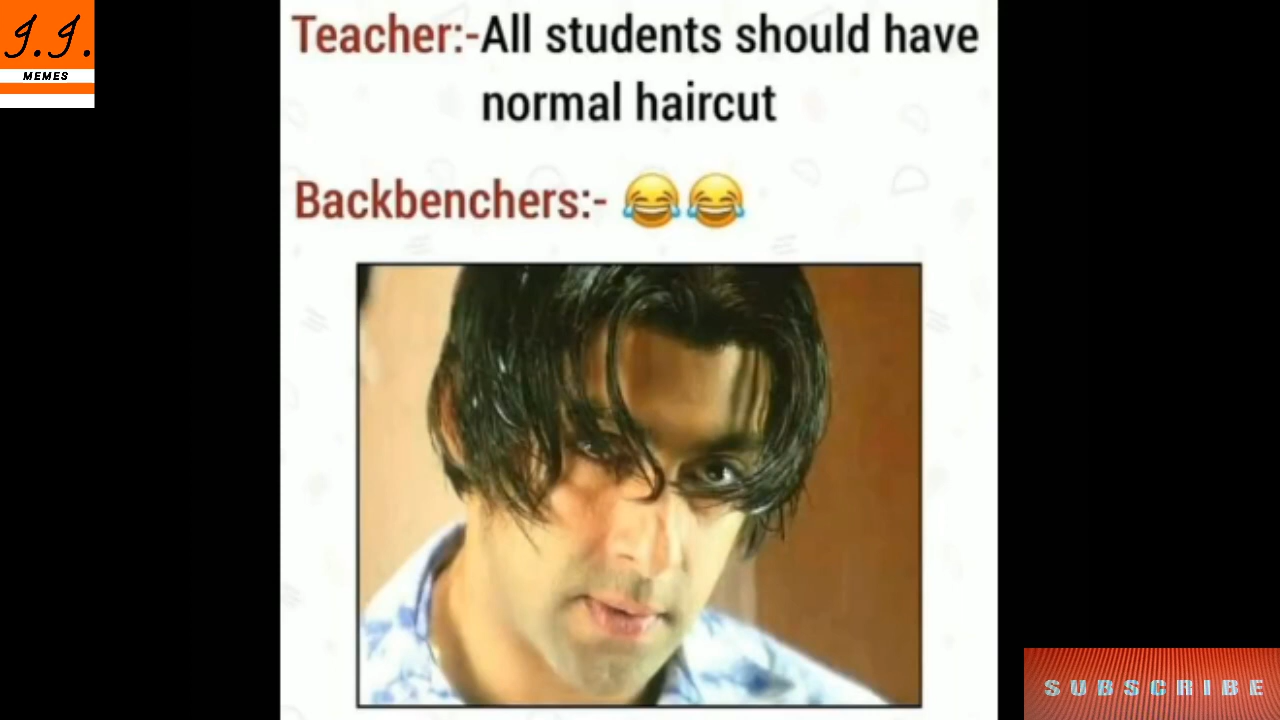 J.J.
MEMES
Teacher:-All students should have
normal haircut
Backbenchers:- 😂😂
SUBSCRIBE